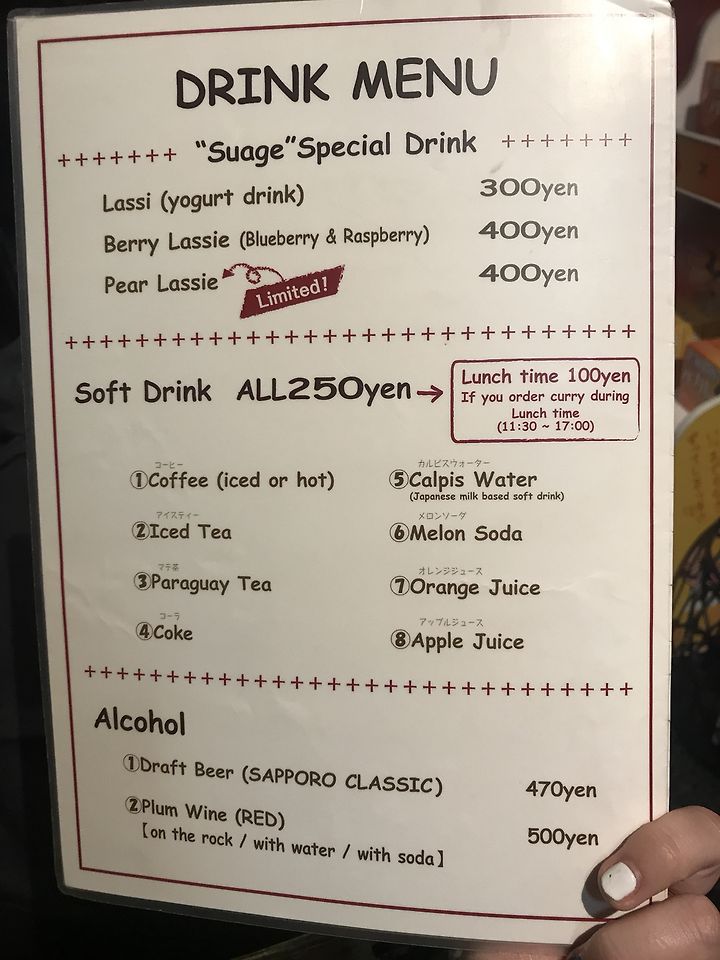 DRINK MENU
+++++++ “Suage”Special Drink +++++++
Lassi (yogurt drink) 300yen
Berry Lassie (Blueberry & Raspberry) 400yen
Pear Lassie Limited! 400yen
Soft Drink ALL250yen→
Lunch time 100yen
If you order curry during
Lunch time
(11:30 ~ 17:00)
コーヒー
①Coffee (iced or hot)
アイスティー
②Iced Tea
マテ茶
③Paraguay Tea
コーラ
④Coke
カルピスウォーター
⑤Calpis Water
(Japanese milk based soft drink)
メロンソーダ
⑥Melon Soda
オレンジジュース
⑦Orange Juice
アップルジュース
⑧Apple Juice
Alcohol
①Draft Beer (SAPPORO CLASSIC) 470yen
②Plum Wine (RED) 500yen
【on the rock / with water / with soda】